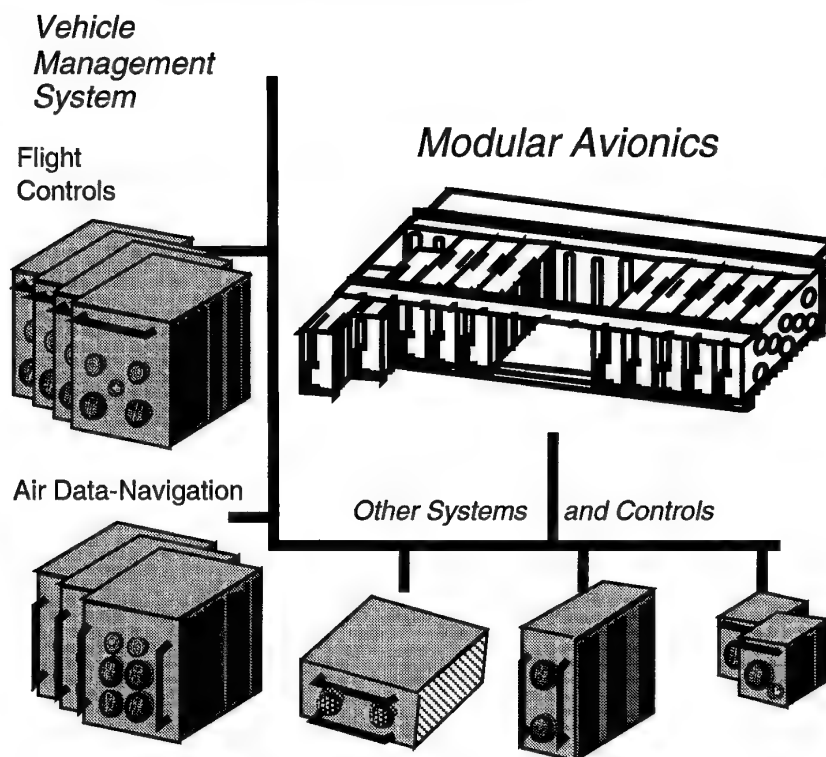 Vehicle
Management
System
Modular Avionics
Flight
Controls
Air Data-Navigation
Other Systems and Controls